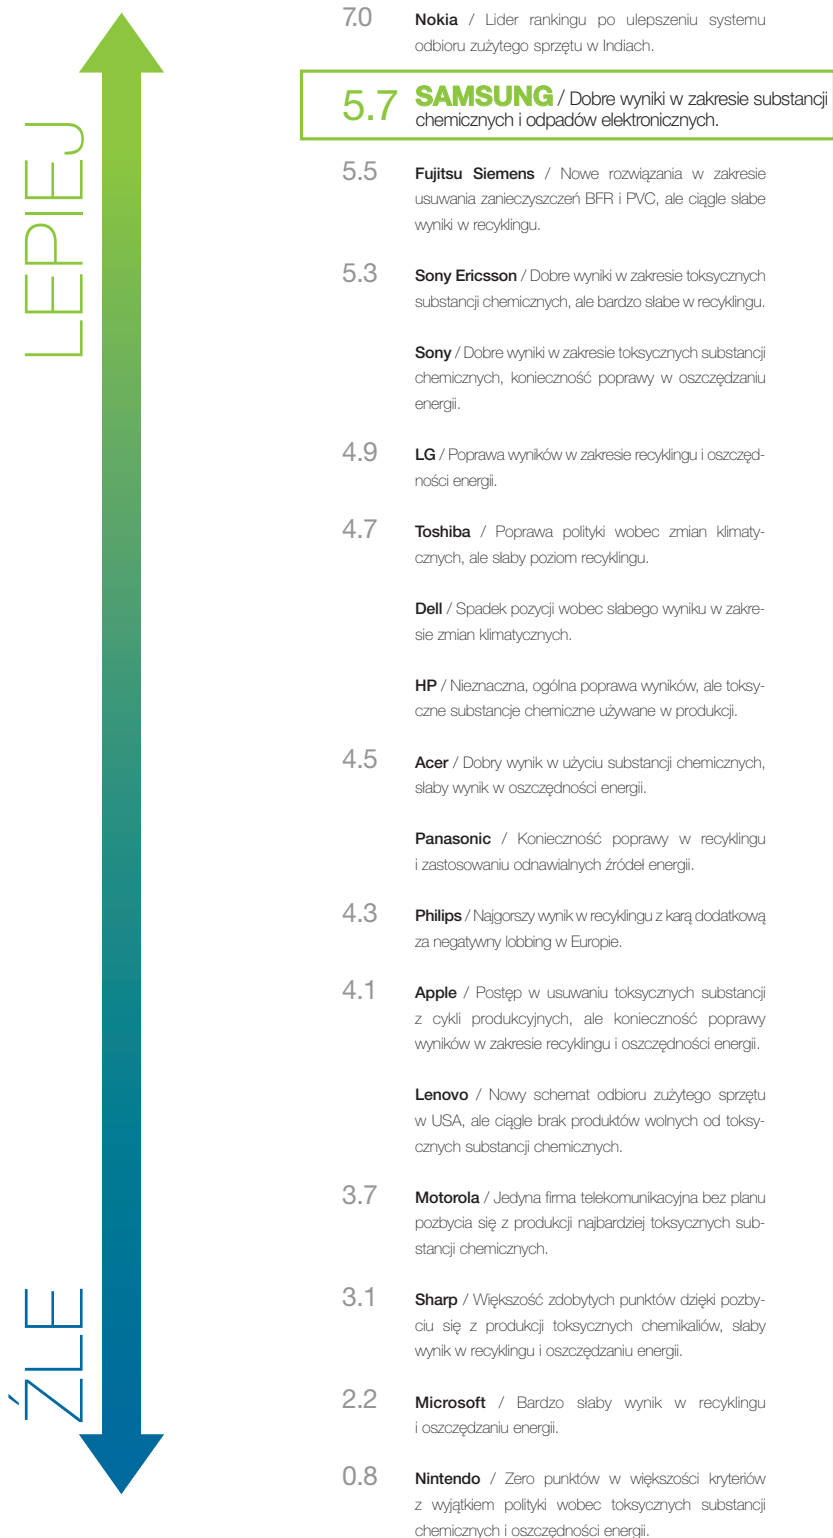 LEPIEJ
ŹLE
7.0 Nokia / Lider rankingu po ulepszeniu systemu
odbioru zużytego sprzętu w Indiach.
5.7 SAMSUNG / Dobre wyniki w zakresie substancji
chemicznych i odpadów elektronicznych.
5.5 Fujitsu Siemens / Nowe rozwiązania w zakresie
usuwania zanieczyszczeń BFR i PVC, ale ciągle słabe
wyniki w recyklingu.
5.3 Sony Ericsson / Dobre wyniki w zakresie toksycznych
substancji chemicznych, ale bardzo słabe w recyklingu.
Sony / Dobre wyniki w zakresie toksycznych substancji
chemicznych, konieczność poprawy w oszczędzaniu
energii.
4.9 LG / Poprawa wyników w zakresie recyklingu i oszczęd-
ności energii.
4.7 Toshiba / Poprawa polityki wobec zmian klimaty-
cznych, ale słaby poziom recyklingu.
Dell / Spadek pozycji wobec słabego wyniku w zakre-
sie zmian klimatycznych.
HP / Nieznaczna, ogólna poprawa wyników, ale toksy-
czne substancje chemiczne używane w produkcji.
4.5 Acer / Dobry wynik w użyciu substancji chemicznych,
słaby wynik w oszczędności energii.
Panasonic / Konieczność poprawy w recyklingu
i zastosowaniu odnawialnych źródeł energii.
4.3 Philips / Najgorszy wynik w recyklingu z karą dodatkową
za negatywny lobbing w Europie.
4.1 Apple / Postęp w usuwaniu toksycznych substancji
z cykli produkcyjnych, ale konieczność poprawy
wyników w zakresie recyklingu i oszczędności energii.
Lenovo / Nowy schemat odbioru zużytego sprzętu
w USA, ale ciągle brak produktów wolnych od toksy-
cznych substancji chemicznych.
3.7 Motorola / Jedyna firma telekomunikacyjna bez planu
pozbycia się z produkcji najbardziej toksycznych sub-
stancji chemicznych.
3.1 Sharp / Większość zdobytych punktów dzięki pozby-
ciu się z produkcji toksycznych chemikaliów, słaby
wynik w recyklingu i oszczędzaniu energii.
2.2 Microsoft / Bardzo słaby wynik w recyklingu
i oszczędzaniu energii.
0.8 Nintendo / Zero punktów w większości kryteriów
z wyjątkiem polityki wobec toksycznych substancji
chemicznych i oszczędności energii.